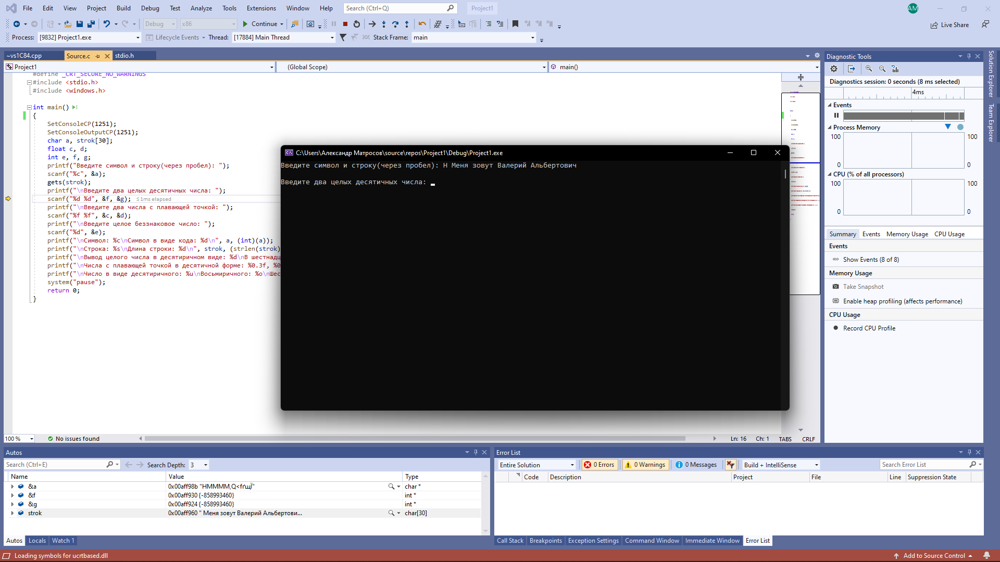 File Edit View Project Build Debug Test Analyze Tools Extensions Window Help Search (Ctrl+Q) Project1 AM
Debug x86 Continue Live Share
Process: [9832] Project1.exe Lifecycle Events Thread: [17884] Main Thread Stack Frame: main
~vs1C84.cpp Source.c stdio.h
Project1 (Global Scope) main()
#define _CRT_SECURE_NO_WARNINGS
#include <stdio.h>
#include <windows.h>
int main()
{
SetConsoleCP(1251);
SetConsoleOutputCP(1251);
char a, strok[30];
float c, d;
int e, f, g;
printf("Введите символ и строку(через пробел): ");
scanf("%c", &a);
gets(strok);
printf("\nВведите два целых десятичных числа: ");
scanf("%d %d", &f, &g); ≤1ms elapsed
printf("\nВведите два числа с плавающей точкой: ");
scanf("%f %f", &c, &d);
printf("\nВведите целое беззнаковое число: ");
scanf("%d", &e);
printf("\nСимвол: %c\nСимвол в виде кода: %d\n", a, (int)(a));
printf("\nСтрока: %s\nДлина строки: %d\n", strok, (strlen(strok)
printf("\nВывод целого числа в десятиричном виде: %d\nВ шестнадц
printf("\nЧисла с плавающей точкой в десятичной форме: %0.3f, %0
printf("\nЧисло в виде десятиричного: %u\nВосьмиричного: %o\nШес
system("pause");
return 0;
}
C:\Users\Александр Матросов\source\repos\Project1\Debug\Project1.exe
Введите символ и строку(через пробел): Н Меня зовут Валерий Альбертович
Введите два целых десятичных числа:
100 % No issues found Ln: 16 Ch: 1 TABS CRLF
Diagnostic Tools
Diagnostics session: 0 seconds (8 ms selected)
4ms
Events
Process Memory
100 100
0 0
CPU (% of all processors)
100 100
0 0
Summary Events Memory Usage CPU Usage
Events
Show Events (8 of 8)
Memory Usage
Take Snapshot
Enable heap profiling (affects performance)
CPU Usage
Record CPU Profile
Solution Explorer
Team Explorer
Autos
Search (Ctrl+E) Search Depth: 3
Name Value Type
&a 0x00aff98b "НММММ,Q<fґщЇ" char *
&f 0x00aff930 {-858993460} int *
&g 0x00aff924 {-858993460} int *
strok 0x00aff960 " Меня зовут Валерий Альбертови... char[30]
Autos Locals Watch 1
Error List
Entire Solution 0 Errors 0 Warnings 0 Messages Build + IntelliSense Search Error List
Code Description Project File Line Suppression State
Call Stack Breakpoints Exception Settings Command Window Immediate Window Error List
Loading symbols for ucrtbased.dll Add to Source Control